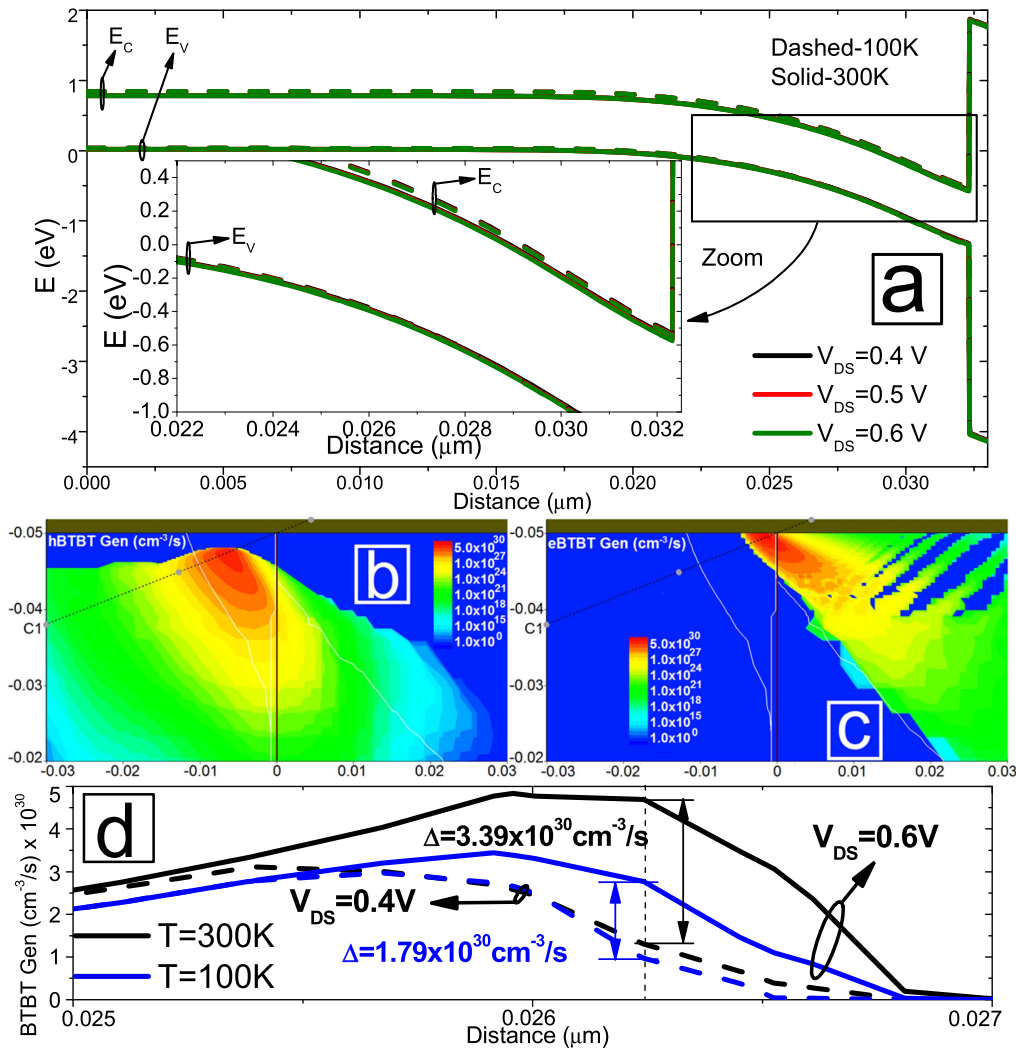 2
1
0
-1
-2
-3
-4
E (eV)
E_C
E_V
Dashed-100K
Solid-300K
0.4
0.2
0.0
-0.2
-0.4
-0.6
-0.8
-1.0
E (eV)
E_C
E_V
0.022
0.024
0.026
0.028
0.030
0.032
Distance (μm)
Zoom
a
V_DS=0.4 V
V_DS=0.5 V
V_DS=0.6 V
0.000
0.005
0.010
0.015
0.020
0.025
0.030
Distance (μm)
-0.05
-0.04
C1
-0.03
-0.02
hBTBT Gen (cm⁻³/s)
b
5.0x10³⁰
1.0x10²⁷
1.0x10²⁴
1.0x10²¹
1.0x10¹⁸
1.0x10¹⁵
1.0x10⁰
-0.03
-0.02
-0.01
0
0.01
0.02
0.03
-0.05
-0.04
C1
-0.03
-0.02
eBTBT Gen (cm⁻³/s)
5.0x10³⁰
1.0x10²⁷
1.0x10²⁴
1.0x10²¹
1.0x10¹⁸
1.0x10¹⁵
1.0x10⁰
c
-0.03
-0.02
-0.01
0
0.01
0.02
0.03
BTBT Gen (cm⁻³/s) x 10³⁰
5
4
3
2
1
0
d
Δ=3.39x10³⁰cm⁻³/s
V_DS=0.6V
V_DS=0.4V
Δ=1.79x10³⁰cm⁻³/s
T=300K
T=100K
0.025
0.026
0.027
Distance (μm)